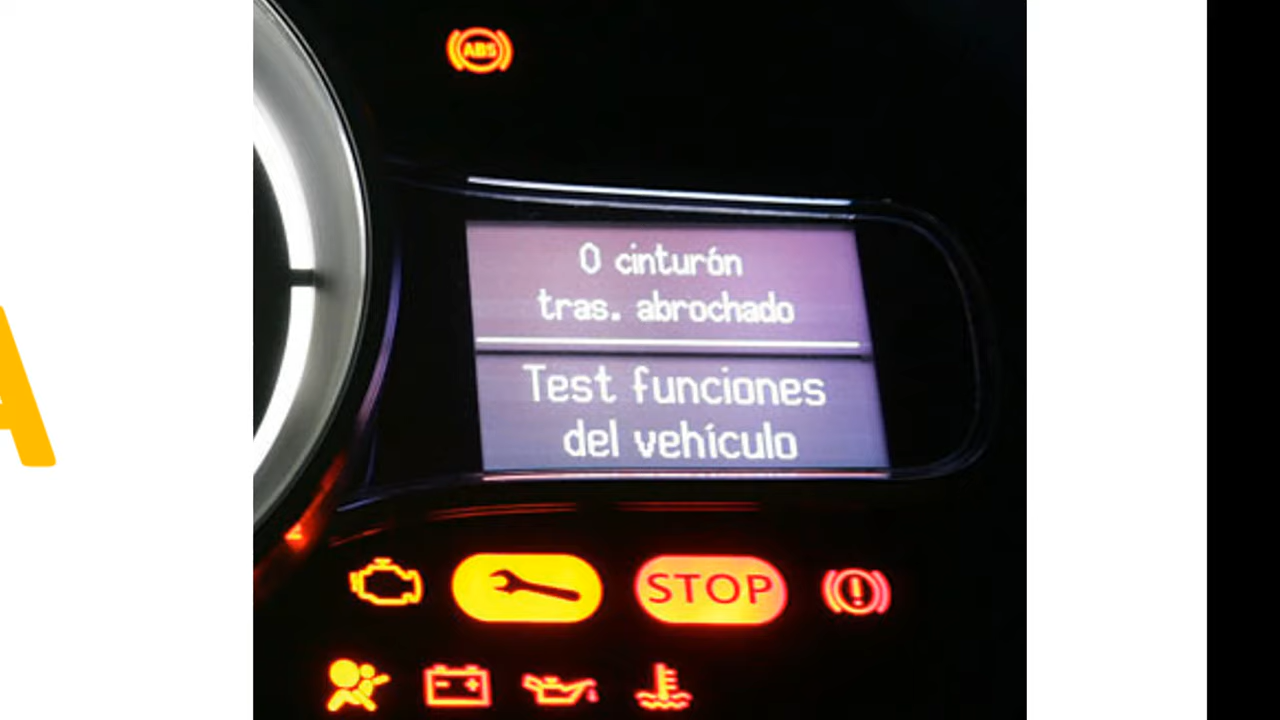 A
ABS
0 cinturón
tras. abrochado
Test funciones
del vehículo
STOP